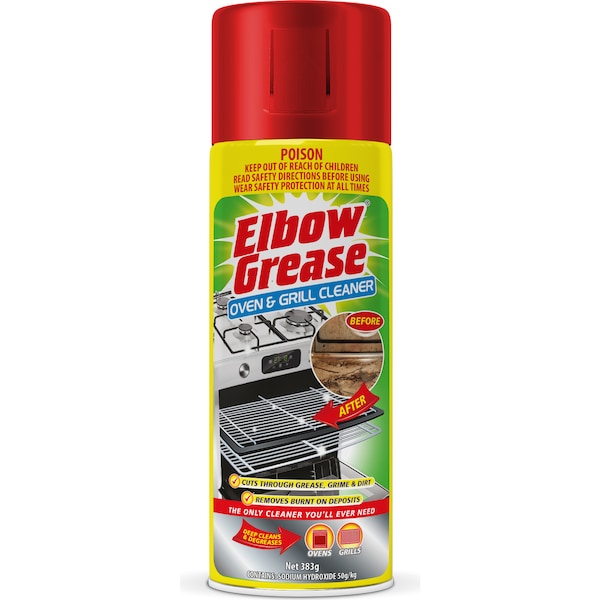 POISON
KEEP OUT OF REACH OF CHILDREN
READ SAFETY DIRECTIONS BEFORE USING
WEAR SAFETY PROTECTION AT ALL TIMES
Elbow®
Grease
OVEN & GRILL CLEANER
BEFORE
AFTER
CUTS THROUGH GREASE, GRIME & DIRT
REMOVES BURNT ON DEPOSITS
THE ONLY CLEANER YOU'LL EVER NEED
DEEP CLEANS
& DEGREASES
OVENS
GRILLS
Net 383g
CONTAINS: SODIUM HYDROXIDE 50g/kg